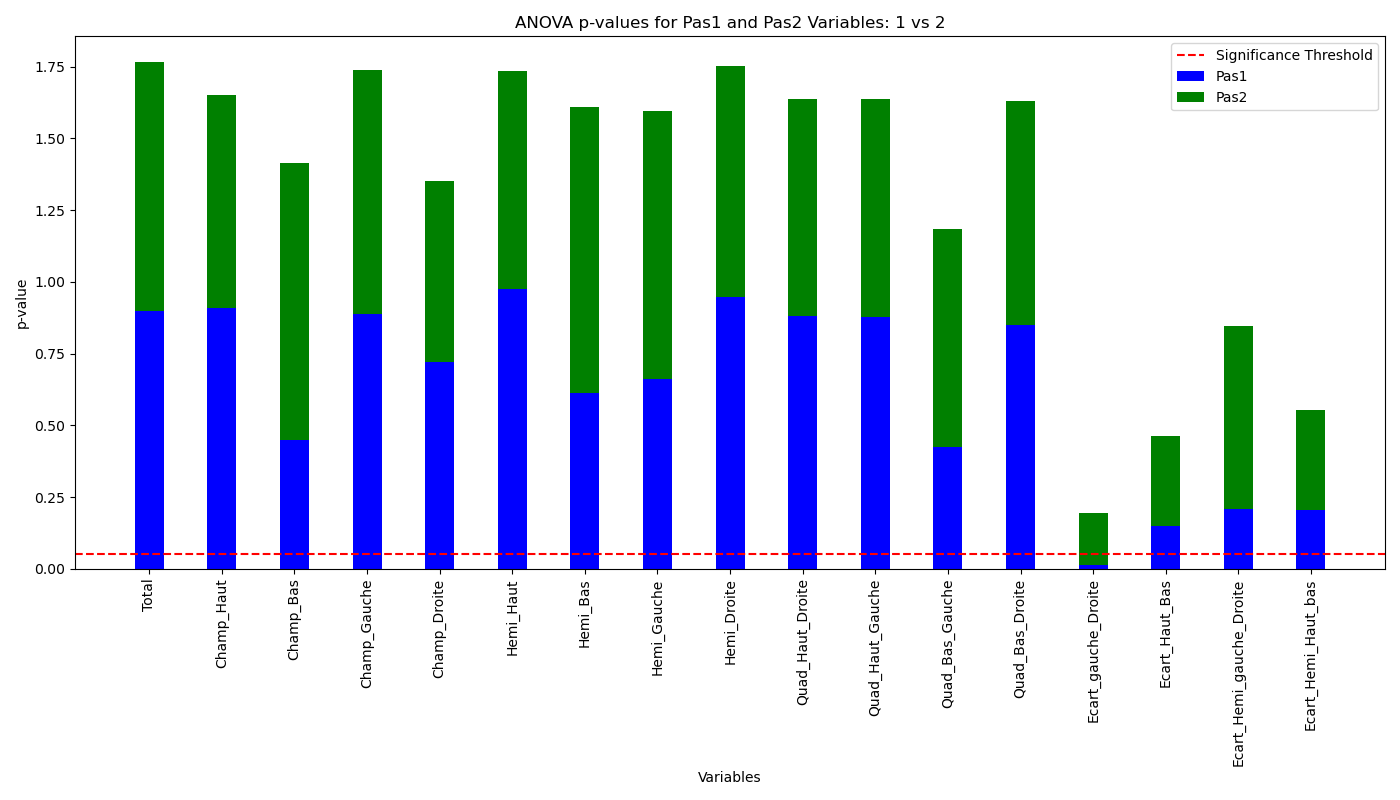 ANOVA p-values for Pas1 and Pas2 Variables: 1 vs 2
Significance Threshold
Pas1
Pas2
p-value
1.75
1.50
1.25
1.00
0.75
0.50
0.25
0.00
Total
Champ_Haut
Champ_Bas
Champ_Gauche
Champ_Droite
Hemi_Haut
Hemi_Bas
Hemi_Gauche
Hemi_Droite
Quad_Haut_Droite
Quad_Haut_Gauche
Quad_Bas_Gauche
Quad_Bas_Droite
Ecart_gauche_Droite
Ecart_Haut_Bas
Ecart_Hemi_gauche_Droite
Ecart_Hemi_Haut_bas
Variables